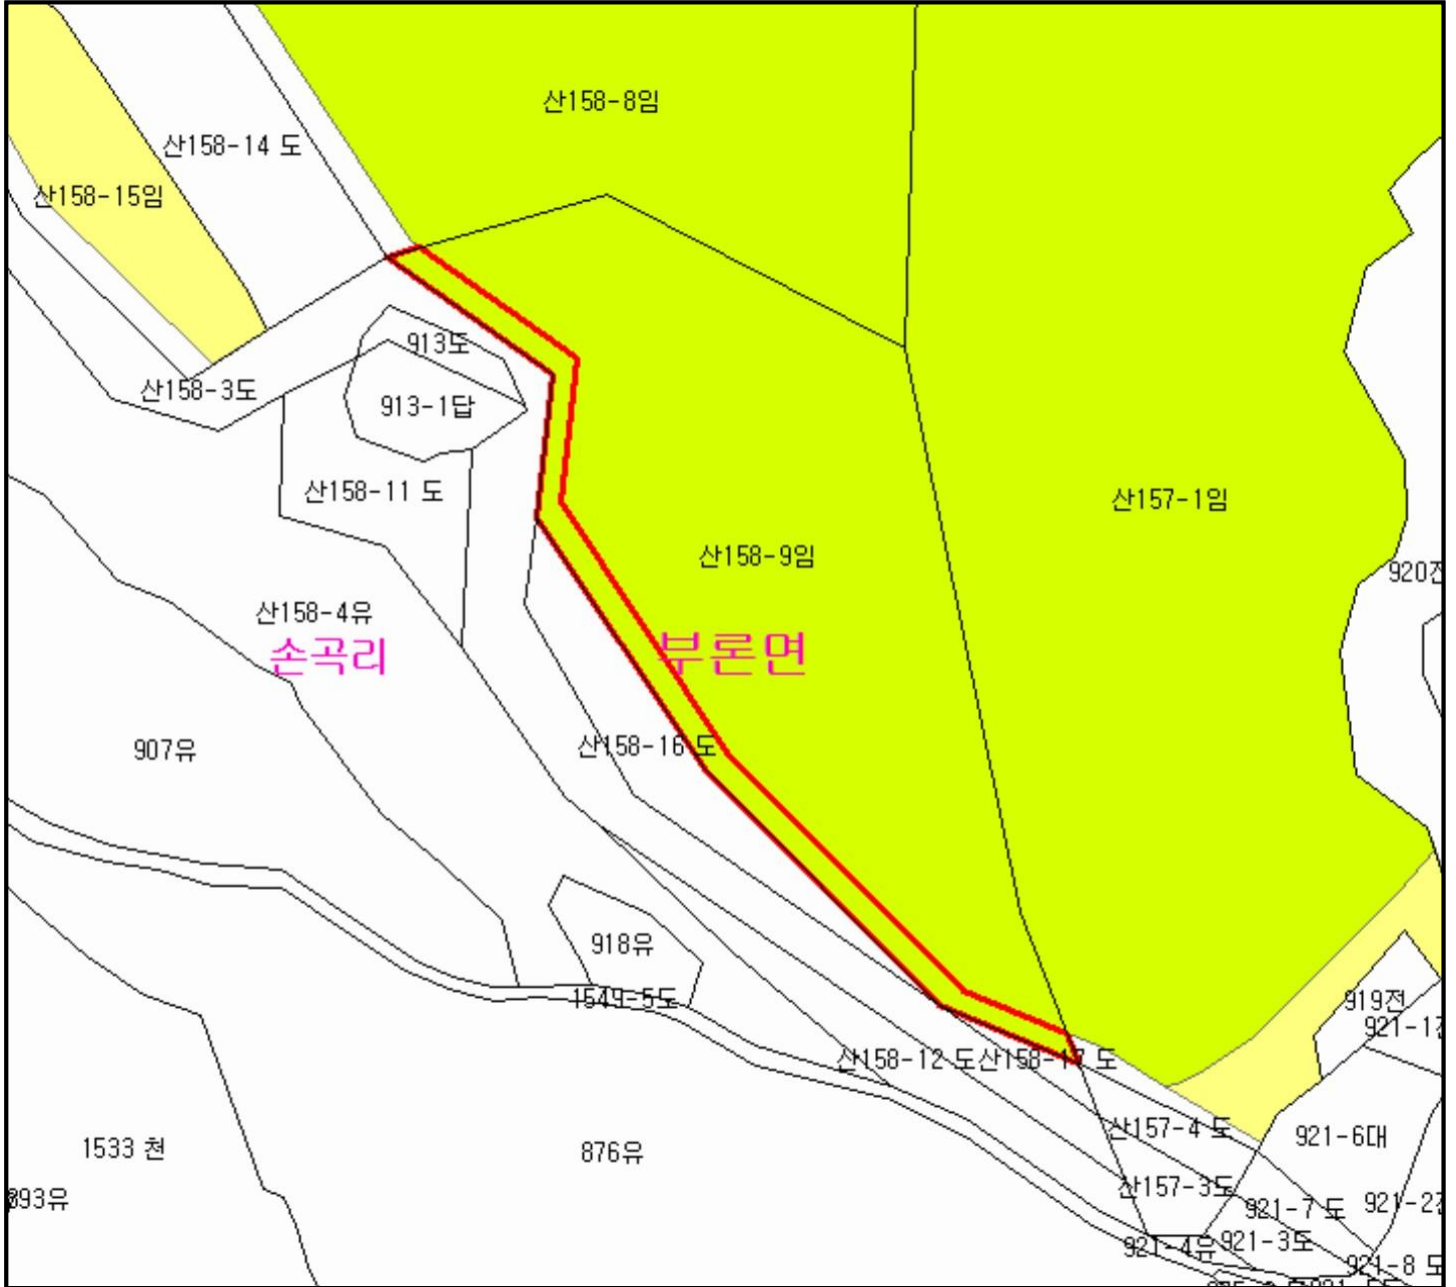 산158-8임
산158-14 도
산158-15임
913도
산158-3도
913-1답
산158-11 도
산157-1임
산158-9임
920전
산158-4유
손곡리
부론면
907유
산158-16 도
918유
1549-5도
919전
921-1전
산158-12 도
산158-17 도
산157-4 도
921-6대
1533 천
876유
산157-3도
893유
921-7 도
921-2전
921-4유
921-3도
921-8 도